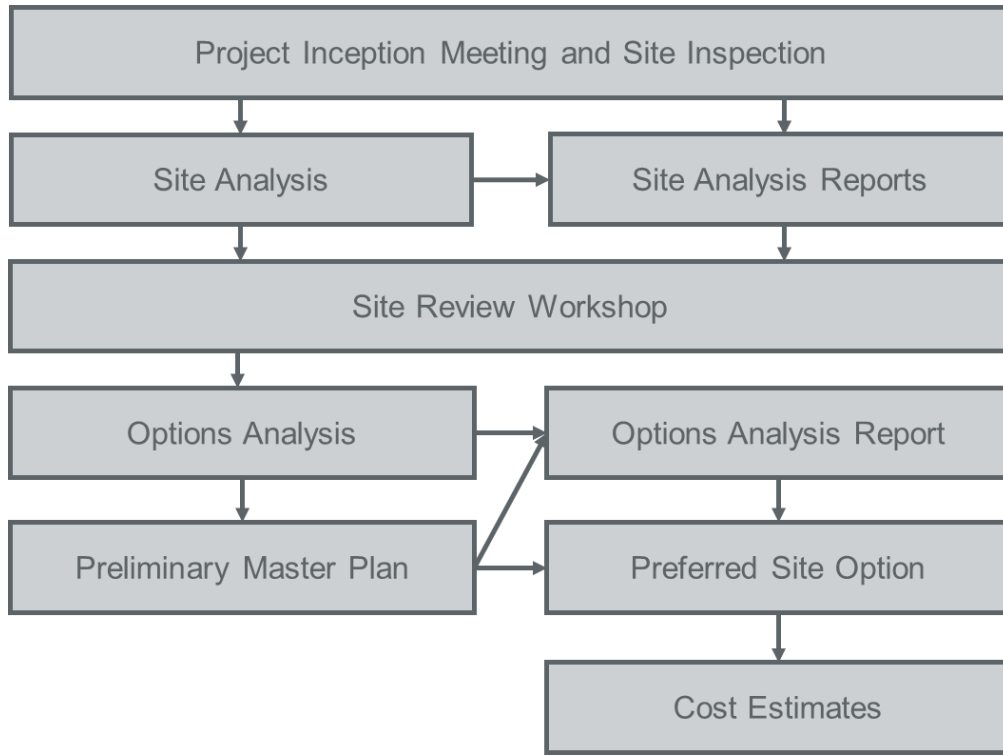 Project Inception Meeting and Site Inspection
Site Analysis
Site Analysis Reports
Site Review Workshop
Options Analysis
Options Analysis Report
Preliminary Master Plan
Preferred Site Option
Cost Estimates